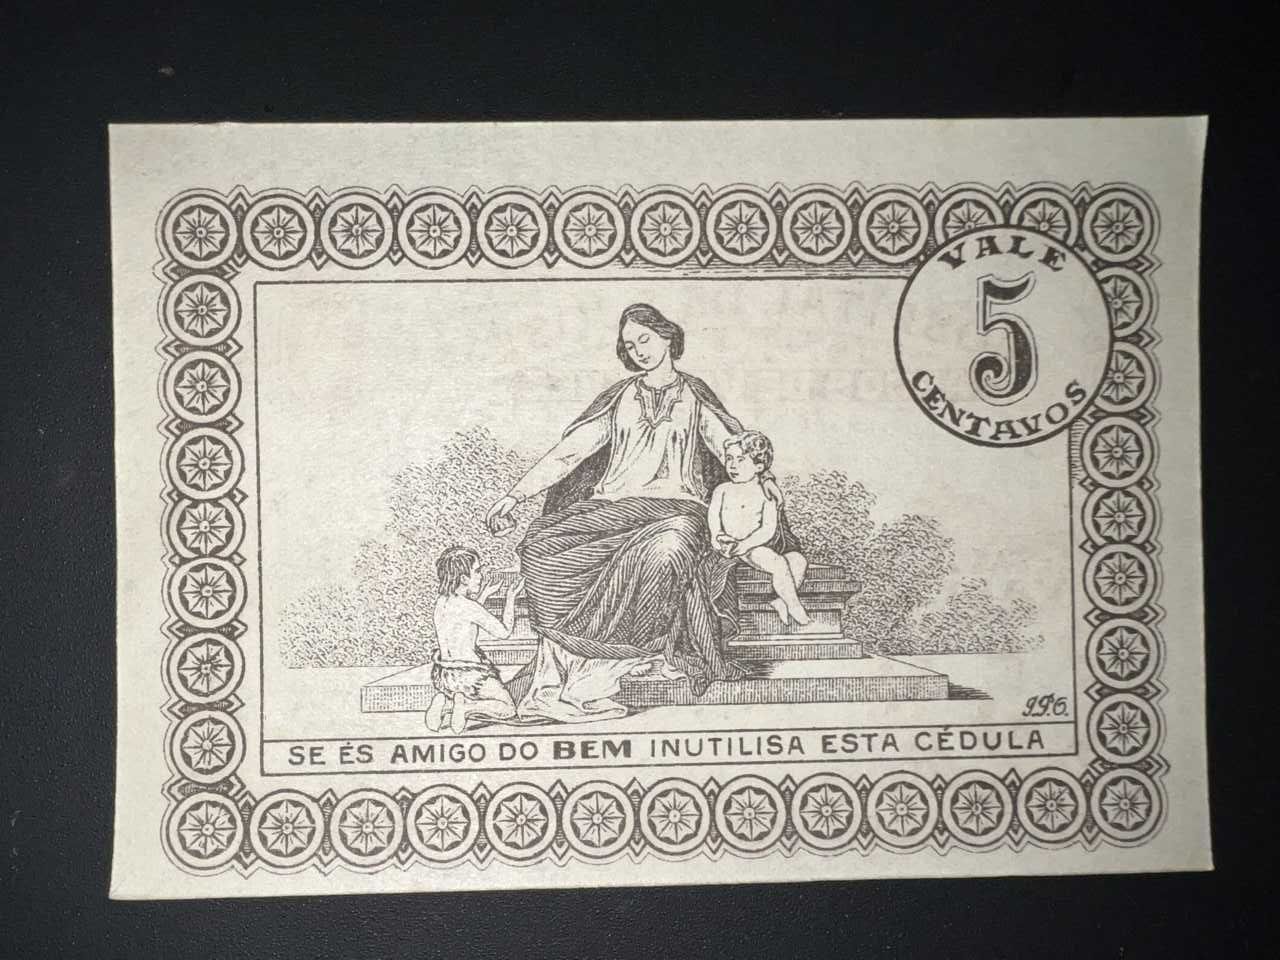 VALE
5
CENTAVOS
J.P.C.
SE ÉS AMIGO DO BEM INUTILISA ESTA CÉDULA